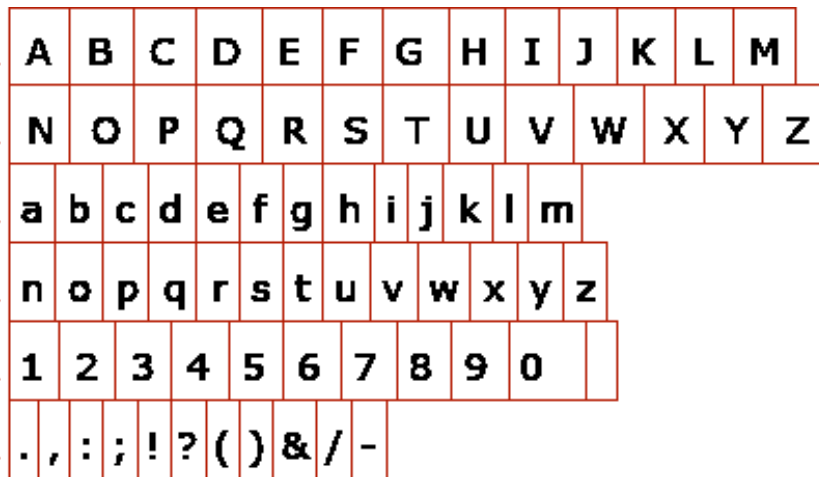 A B C D E F G H I J K L M
N O P Q R S T U V W X Y Z
a b c d e f g h i j k l m
n o p q r s t u v w x y z
1 2 3 4 5 6 7 8 9 0
. , : ; ! ? ( ) & / -